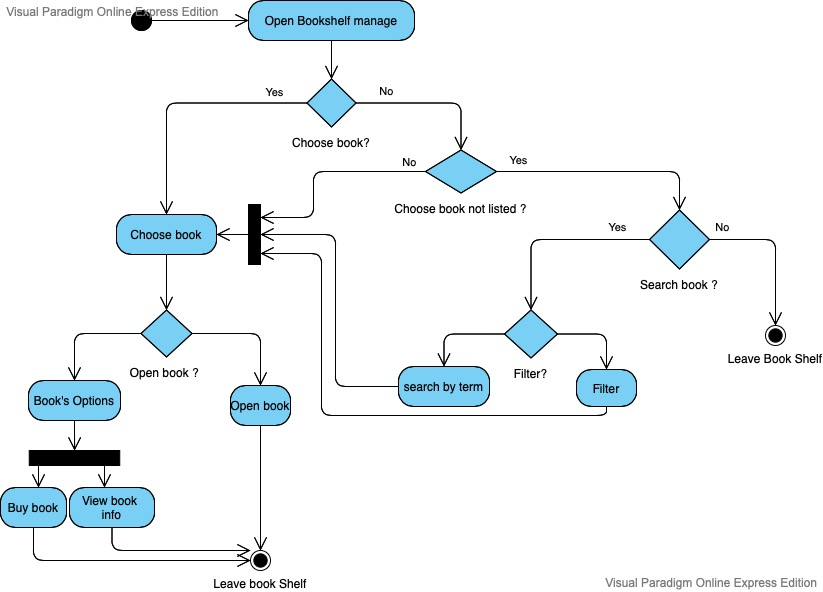 Visual Paradigm Online Express Edition
Open Bookshelf manage
Yes
No
Choose book?
No
Yes
Choose book not listed ?
Choose book
Yes
No
Search book ?
Leave Book Shelf
Open book ?
Filter?
Book's Options
Open book
search by term
Filter
Buy book
View book
info
Leave book Shelf
Visual Paradigm Online Express Edition